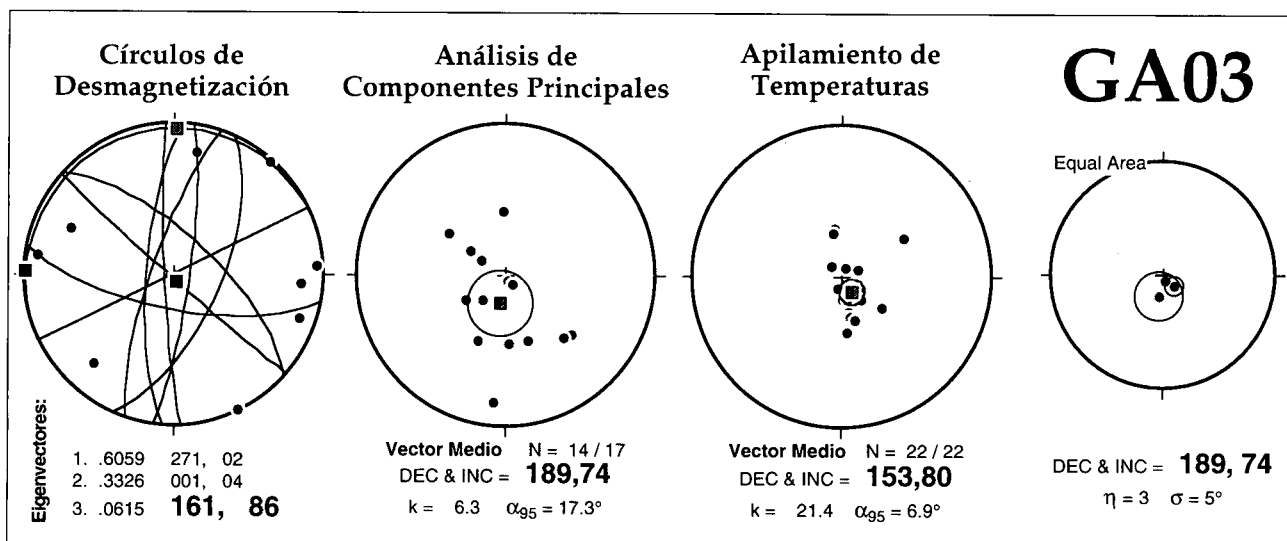 Círculos de
Desmagnetización
Análisis de
Componentes Principales
Apilamiento de
Temperaturas
GA03
Equal Area
Eigenvectores:
1. .6059 271, 02
2. .3326 001, 04
3. .0615 161, 86
Vector Medio N = 14 / 17
DEC & INC = 189,74
k = 6.3 α95 = 17.3°
Vector Medio N = 22 / 22
DEC & INC = 153,80
k = 21.4 α95 = 6.9°
DEC & INC = 189, 74
η = 3 σ = 5°